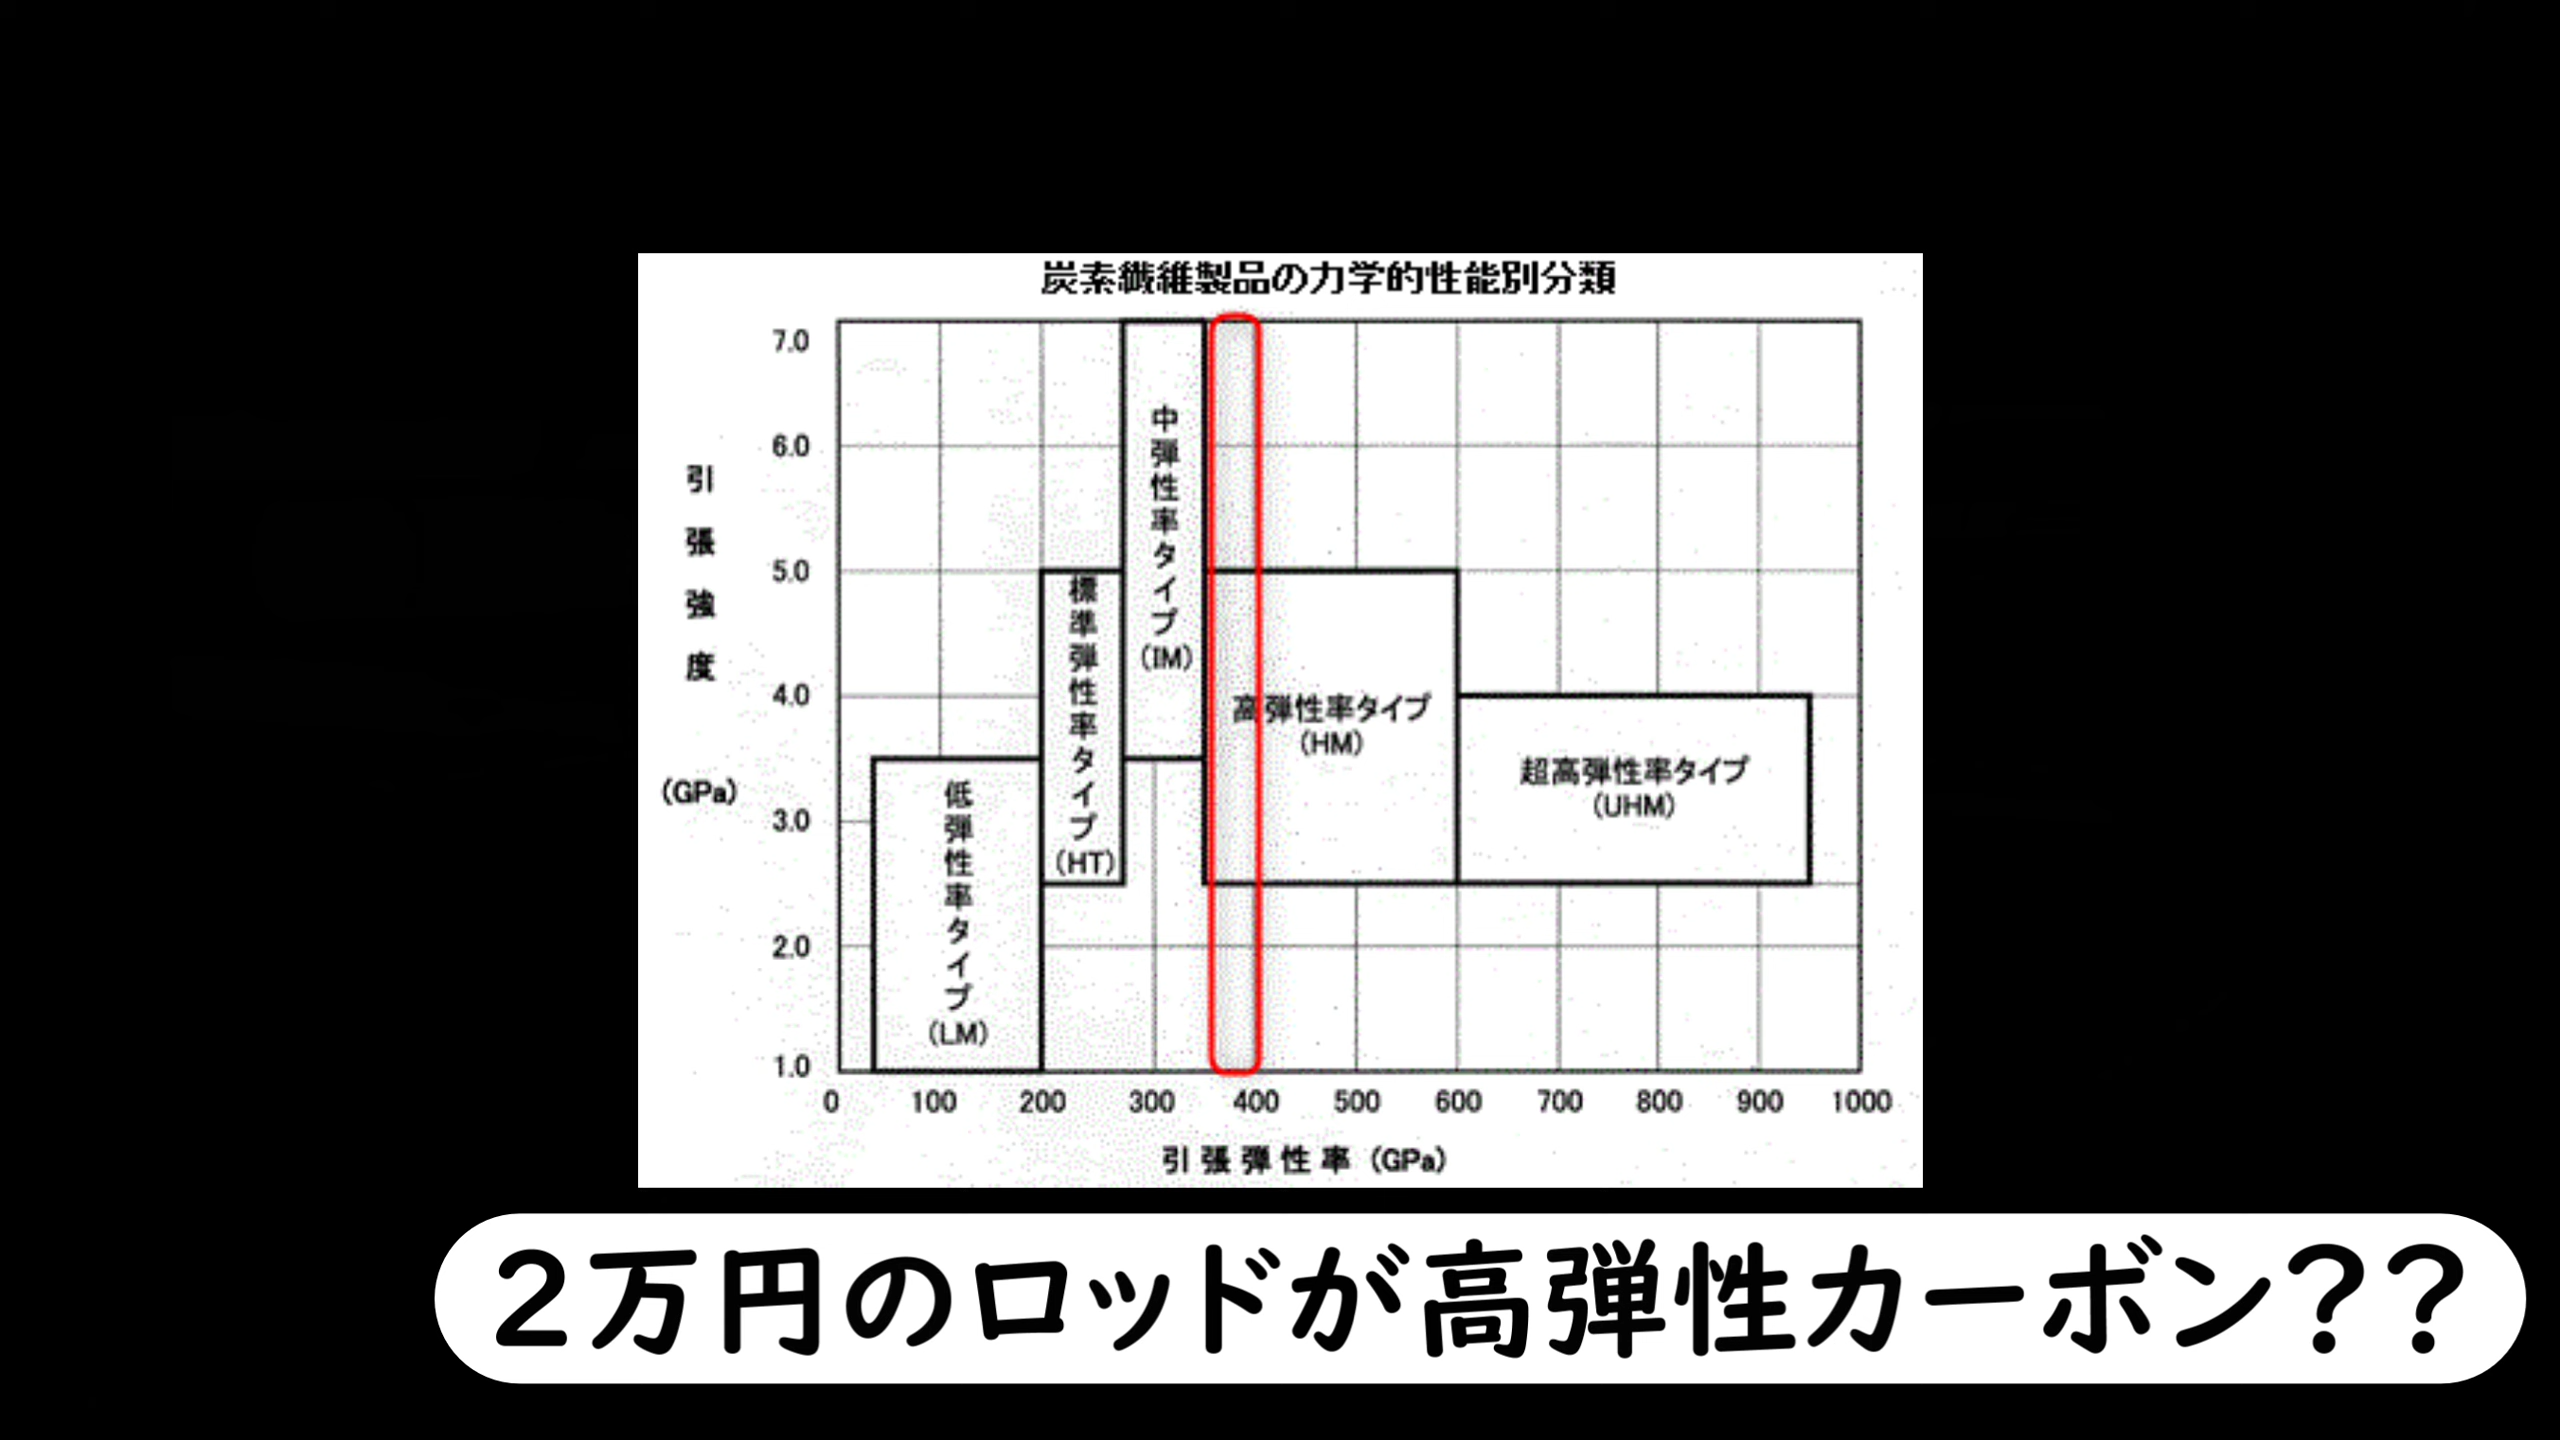 炭素繊維製品の力学的性能別分類
引張強度
(GPa)
7.0
6.0
5.0
4.0
3.0
2.0
1.0
低弾性率タイプ
(LM)
標準弾性率タイプ
(HT)
中弾性率タイプ
(IM)
高弾性率タイプ
(HM)
超高弾性率タイプ
(UHM)
0 100 200 300 400 500 600 700 800 900 1000
引張弾性率 (GPa)
2万円のロッドが高弾性カーボン??